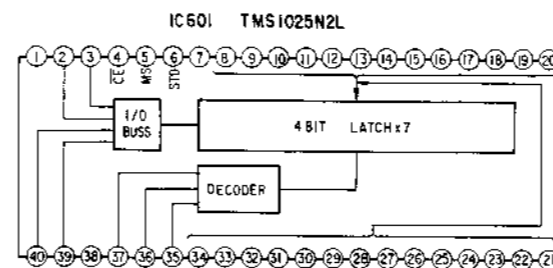 IC601 TMS1025N2L
1 2 3 4 5 6 7 8 9 10 11 12 13 14 15 16 17 18 19 20
CE MS STD
I/O
BUSS
4 BIT LATCH x 7
DECODER
40 39 38 37 36 35 34 33 32 31 30 29 28 27 26 25 24 23 22 21